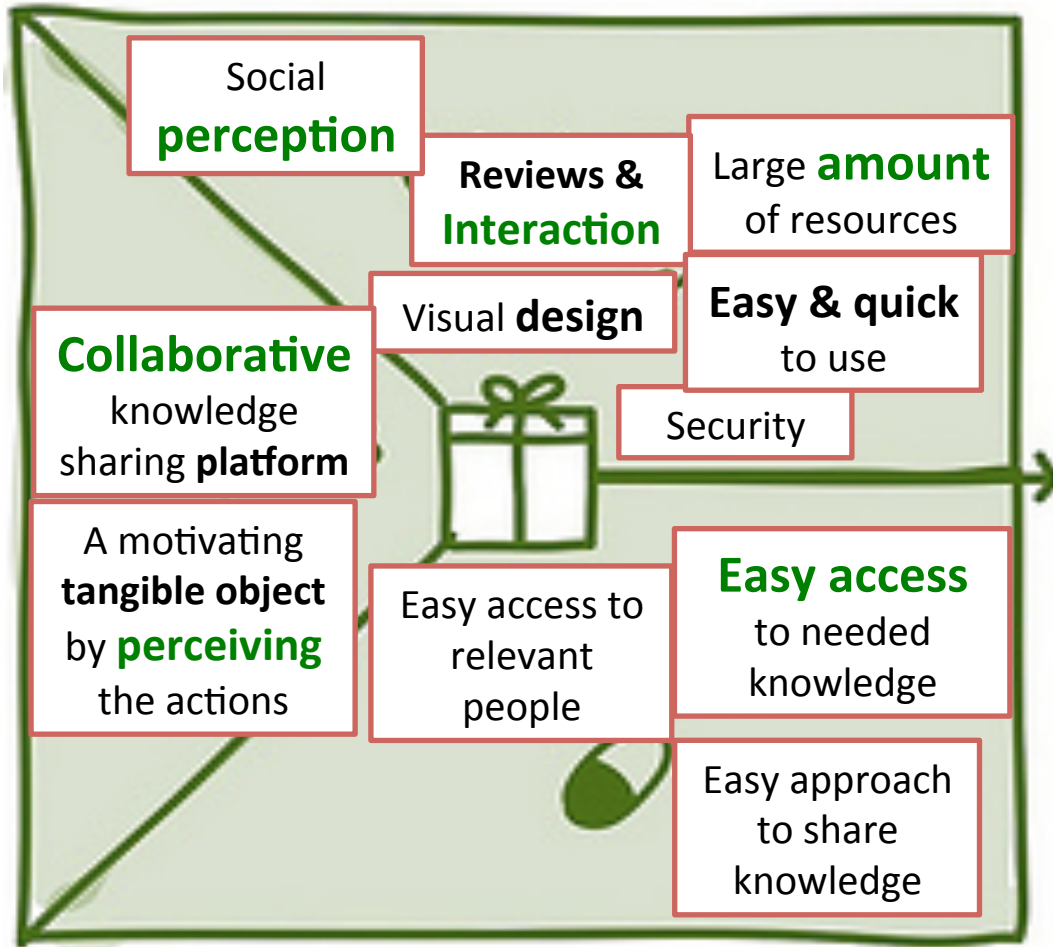 Social
perception
Reviews &
Interaction
Large amount
of resources
Visual design
Easy & quick
to use
Security
Collaborative
knowledge
sharing platform
A motivating
tangible object
by perceiving
the actions
Easy access to
relevant
people
Easy access
to needed
knowledge
Easy approach
to share
knowledge